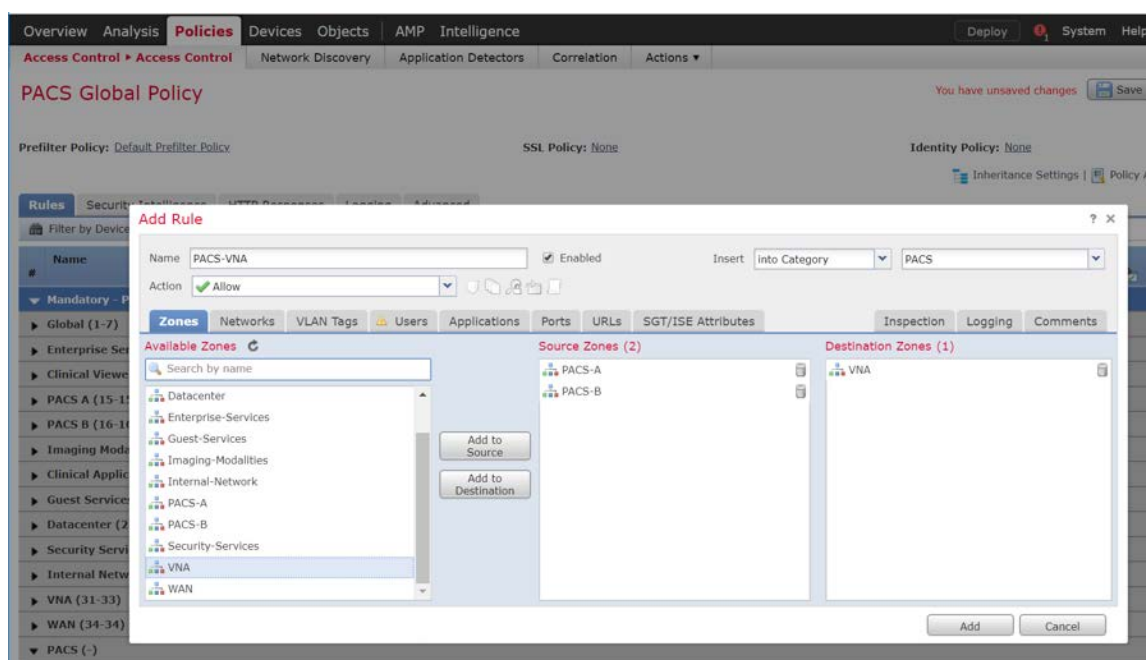 Overview Analysis Policies Devices Objects AMP Intelligence Deploy 1 System Help
Access Control ▸ Access Control Network Discovery Application Detectors Correlation Actions ▾
PACS Global Policy You have unsaved changes Save
Prefilter Policy: Default Prefilter Policy SSL Policy: None Identity Policy: None
Inheritance Settings | Policy A
Rules Security Intelligence HTTP Responses Logging Advanced
Filter by Device
Add Rule ? ×
# Name
Name PACS-VNA Enabled Insert into Category PACS
Action Allow
Mandatory - P
Zones Networks VLAN Tags Users Applications Ports URLs SGT/ISE Attributes Inspection Logging Comments
Global (1-7)
Enterprise Ser
Clinical Viewe
PACS A (15-1
PACS B (16-1
Imaging Moda
Clinical Applic
Guest Service
Datacenter (2
Security Servi
Internal Netw
VNA (31-33)
WAN (34-34)
PACS (-)
Available Zones
Search by name
Datacenter
Enterprise-Services
Guest-Services
Imaging-Modalities
Internal-Network
PACS-A
PACS-B
Security-Services
VNA
WAN
Add to
Source
Add to
Destination
Source Zones (2)
PACS-A
PACS-B
Destination Zones (1)
VNA
Add Cancel